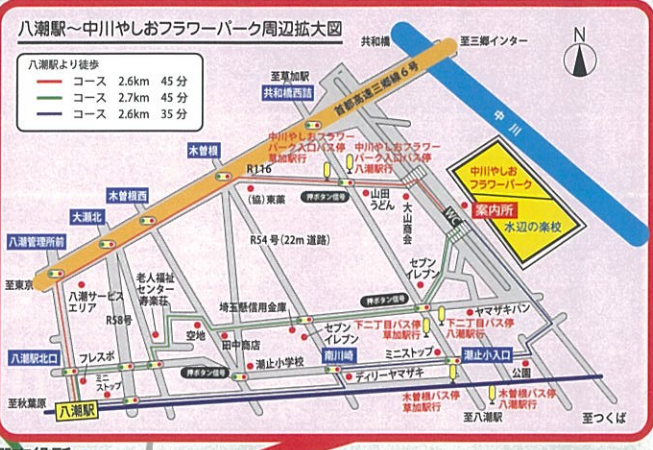 八潮駅～中川やしおフラワーパーク周辺拡大図
八潮駅より徒歩
コース 2.6km 45分
コース 2.7km 45分
コース 2.6km 35分
共和橋
至三郷インター
N
至草加駅
共和橋西詰
首都高速三郷線6号
中川
中川やしおフラワー
パーク入口バス停
草加駅行
中川やしおフラワー
パーク入口バス停
八潮駅行
木曽根
R116
中川やしお
フラワーパーク
(協)東薬
押ボタン信号
山田
うどん
大山商会
WC
案内所
水辺の楽校
木曽根西
大瀬北
八潮管理所前
R54号(22m道路)
至東京
八潮サービス
エリア
老人福祉
センター
寿楽荘
セブン
イレブン
埼玉懸信用金庫
押ボタン信号
ヤマザキパン
R58号
空地
田中商店
セブン
イレブン
下二丁目バス停
草加駅行
下二丁目バス停
八潮駅行
八潮駅北口
フレスポ
ミニ
ストップ
押ボタン信号
潮止小学校
南川崎
ミニストップ
潮止小入口
デイリーヤマザキ
公園
至秋葉原
八潮駅
木曽根バス停
草加駅行
木曽根バス停
八潮駅行
至八潮駅
至つくば